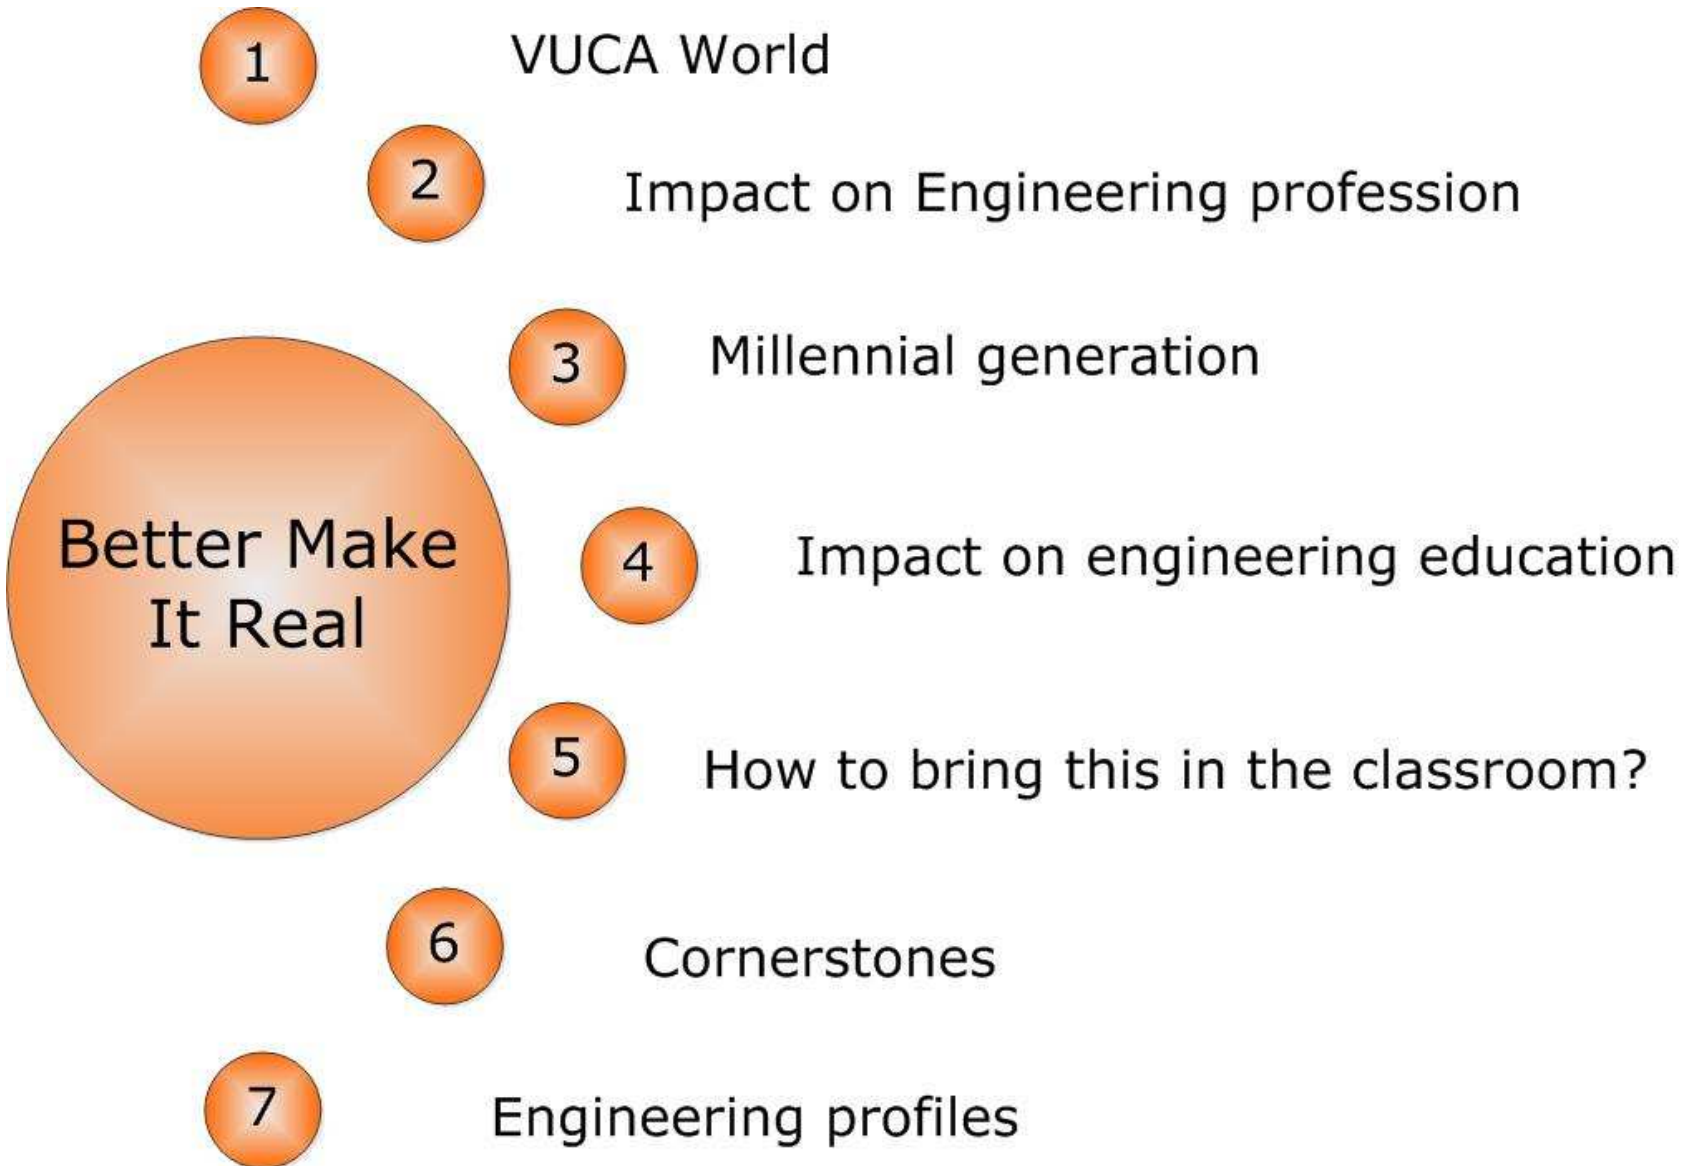 1 VUCA World
2 Impact on Engineering profession
3 Millennial generation
Better Make
It Real
4 Impact on engineering education
5 How to bring this in the classroom?
6 Cornerstones
7 Engineering profiles